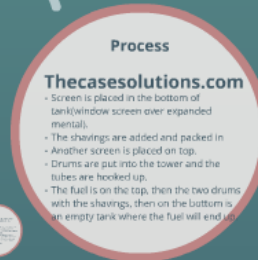 Process
Thecasesolutions.com
- Screen is placed in the bottom of
tank(window screen over expanded
mental).
- The shavings are added and packed in
- Another screen is placed on top.
- Drums are put into the tower and the
tubes are hooked up.
- The fuel is on the top, then the two drums
with the shavings, then on the bottom is
an empty tank where the fuel will end up.